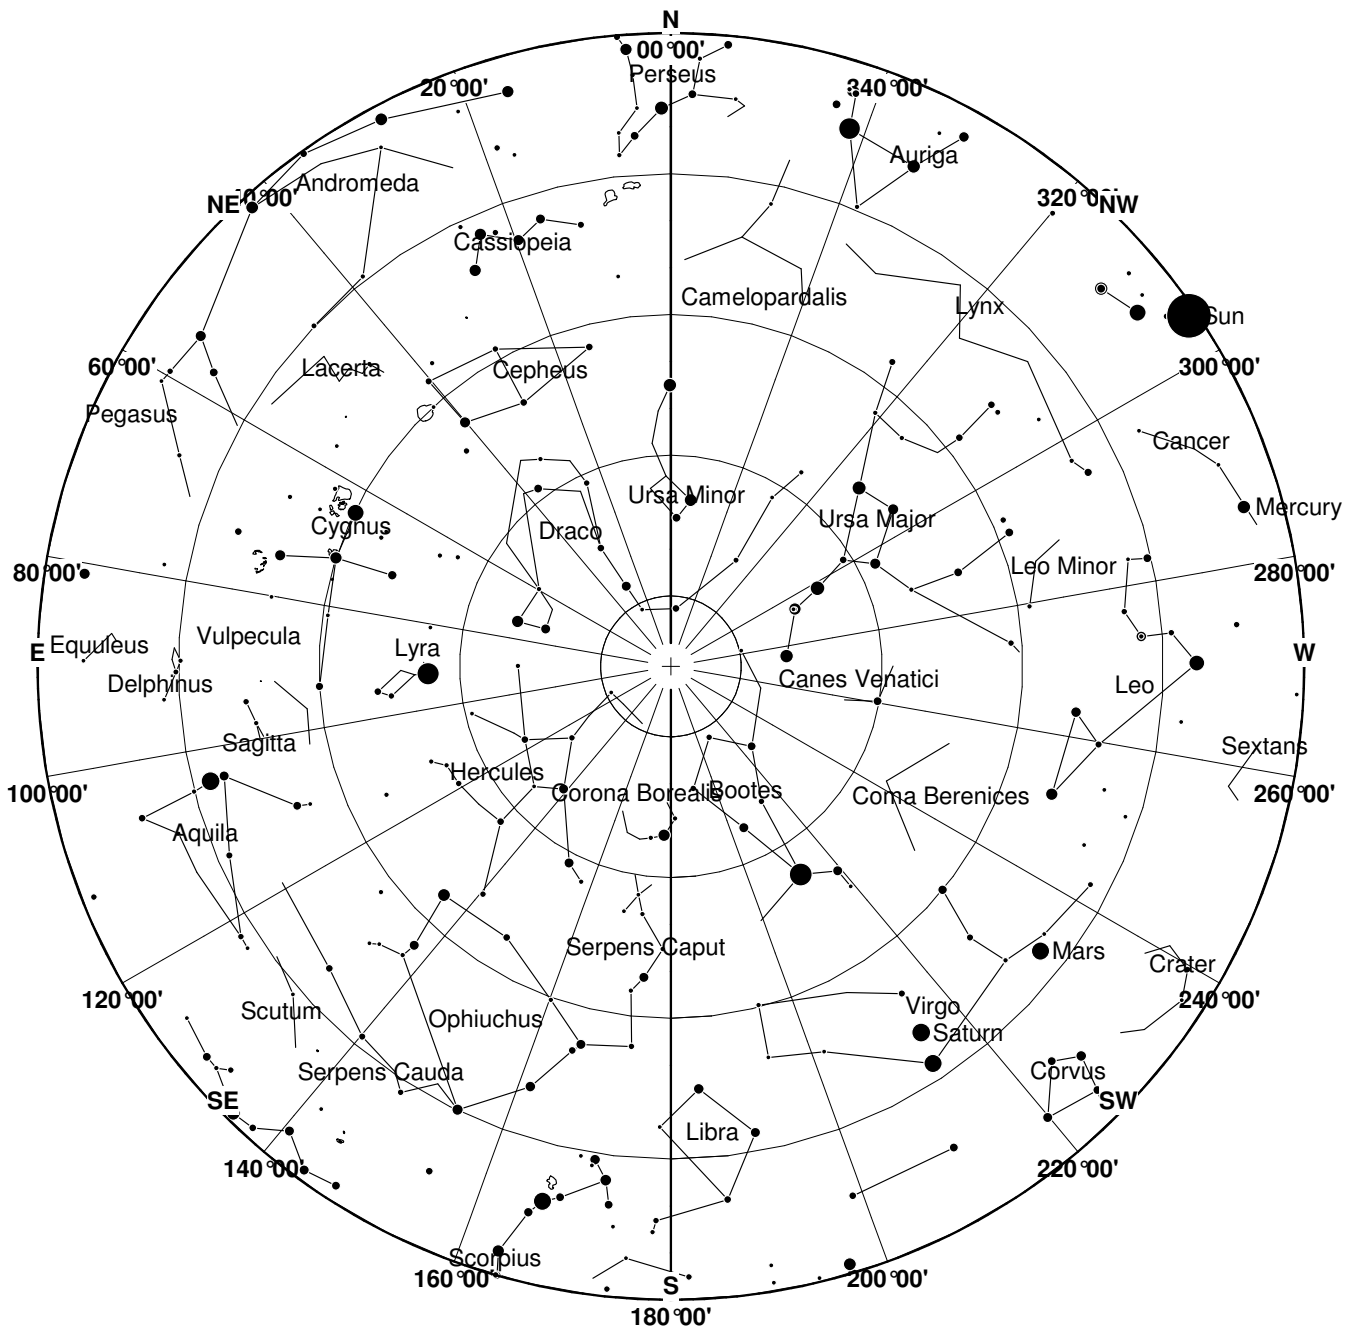 N
00°00'
Perseus
20°00'
340°00'
Auriga
Andromeda
NE
320°00'
NW
Cassiopeia
Camelopardalis
Lynx
Sun
Lacerta
Cepheus
60°00'
300°00'
Pegasus
Cancer
Ursa Minor
Mercury
Cygnus
Draco
Ursa Major
80°00'
Leo Minor
280°00'
E
Equuleus
Vulpecula
Lyra
W
Delphinus
Canes Venatici
Leo
Sagitta
Sextans
Hercules
100°00'
Corona Borealis
Bootes
Coma Berenices
260°00'
Aquila
Serpens Caput
Mars
Crater
120°00'
Scutum
Ophiuchus
Virgo
240°00'
Saturn
Serpens Cauda
Corvus
SE
SW
Libra
140°00'
220°00'
Scorpius
160°00'
S
200°00'
180°00'